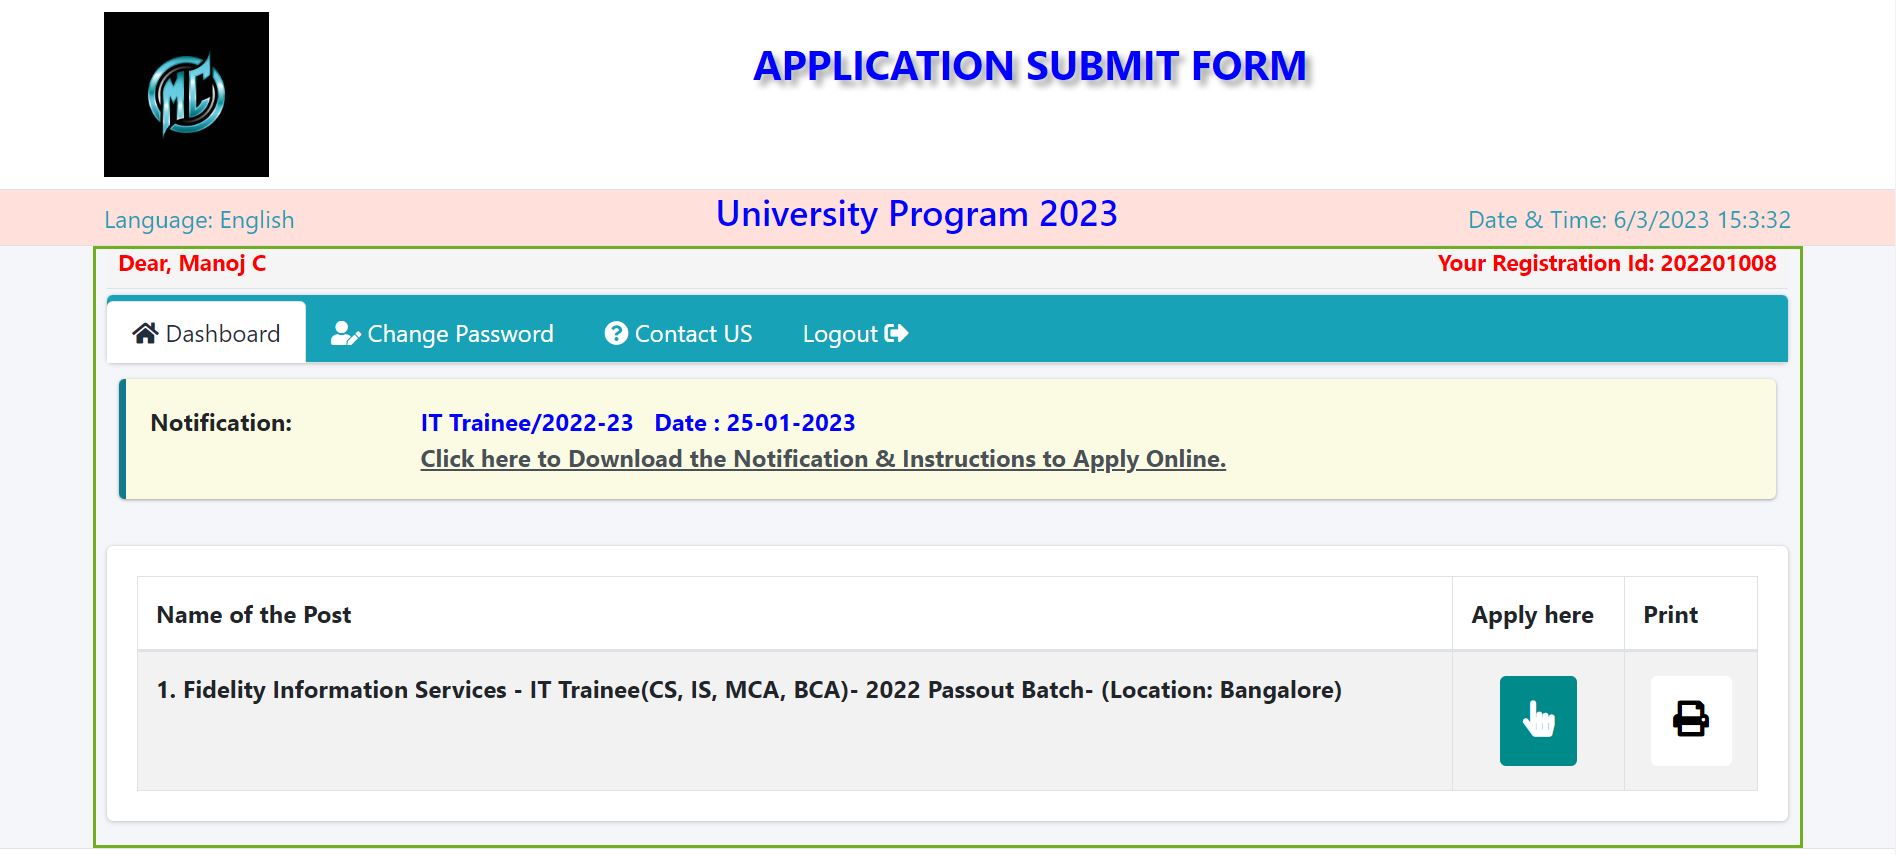 MC
APPLICATION SUBMIT FORM
Language: English
University Program 2023
Date & Time: 6/3/2023 15:3:32
Dear, Manoj C
Your Registration Id: 202201008
Dashboard
Change Password
Contact US
Logout
Notification:
IT Trainee/2022-23 Date : 25-01-2023
Click here to Download the Notification & Instructions to Apply Online.
Name of the Post
Apply here
Print
1. Fidelity Information Services - IT Trainee(CS, IS, MCA, BCA)- 2022 Passout Batch- (Location: Bangalore)